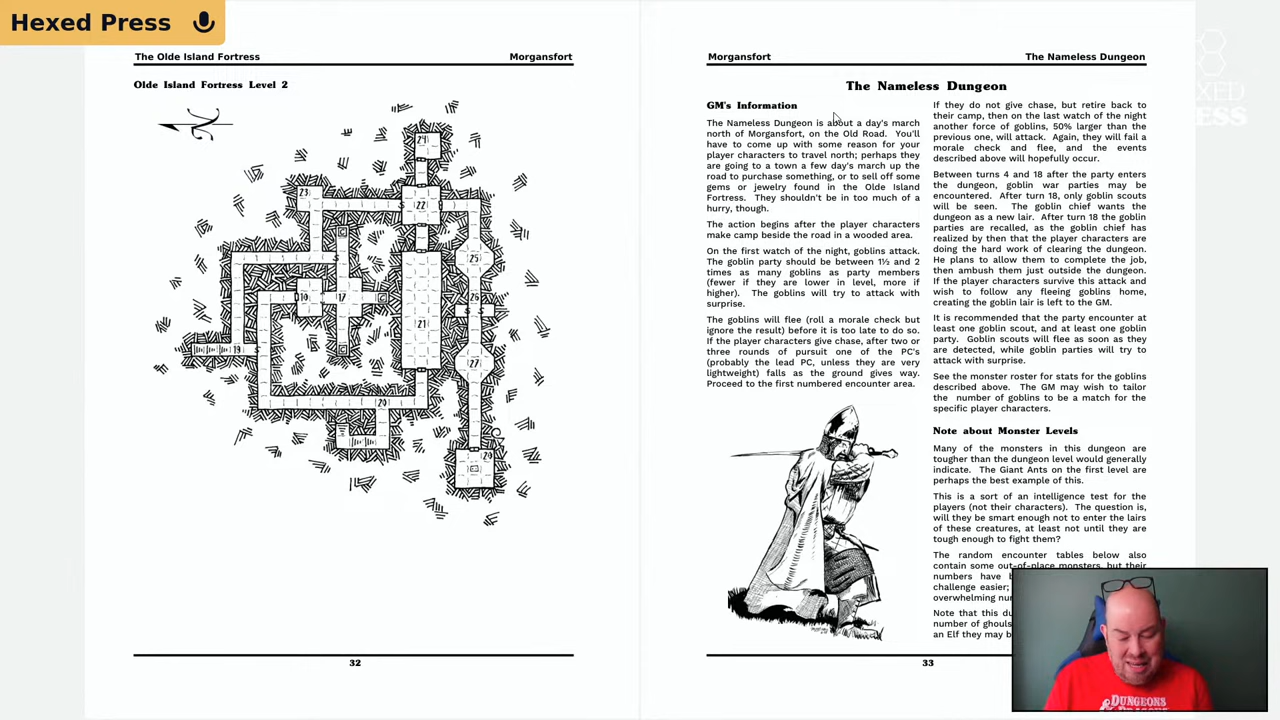 Hexed Press
The Olde Island Fortress
Morgansfort
Olde Island Fortress Level 2
24
23
22
25
10
17
26
21
19
27
20
32
Morgansfort
The Nameless Dungeon
The Nameless Dungeon
GM's Information
The Nameless Dungeon is about a day's march
north of Morgansfort, on the Old Road. You'll
have to come up with some reason for your
player characters to travel north; perhaps they
are going to a town a few day's march up the
road to purchase something, or to sell off some
gems or jewelry found in the Olde Island
Fortress. They shouldn't be in too much of a
hurry, though.
The action begins after the player characters
make camp beside the road in a wooded area.
On the first watch of the night, goblins attack.
The goblin party should be between 1½ and 2
times as many goblins as party members
(fewer if they are lower in level, more if
higher). The goblins will try to attack with
surprise.
The goblins will flee (roll a morale check but
ignore the result) before it is too late to do so.
If the player characters give chase, after two or
three rounds of pursuit one of the PC's
(probably the lead PC, unless they are very
lightweight) falls as the ground gives way.
Proceed to the first numbered encounter area.
If they do not give chase, but retire back to
their camp, then on the last watch of the night
another force of goblins, 50% larger than the
previous one, will attack. Again, they will fail a
morale check and flee, and the events
described above will hopefully occur.
Between turns 4 and 18 after the party enters
the dungeon, goblin war parties may be
encountered. After turn 18, only goblin scouts
will be seen. The goblin chief wants the
dungeon as a new lair. After turn 18 the goblin
parties are recalled, as the goblin chief has
realized by then that the player characters are
doing the hard work of clearing the dungeon.
He plans to allow them to complete the job,
then ambush them just outside the dungeon.
If the player characters survive this attack and
wish to follow any fleeing goblins home,
creating the goblin lair is left to the GM.
It is recommended that the party encounter at
least one goblin scout, and at least one goblin
party. Goblin scouts will flee as soon as they
are detected, while goblin parties will try to
attack with surprise.
See the monster roster for stats for the goblins
described above. The GM may wish to tailor
the number of goblins to be a match for the
specific player characters.
Note about Monster Levels
Many of the monsters in this dungeon are
tougher than the dungeon level would generally
indicate. The Giant Ants on the first level are
perhaps the best example of this.
This is a sort of an intelligence test for the
players (not their characters). The question is,
will they be smart enough not to enter the lairs
of these creatures, at least not until they are
tough enough to fight them?
The random encounter tables below also
contain some out-of-place monsters, but their
numbers have
challenge easier;
overwhelming
Note that this
number of ghouls
an Elf they may
33
DUNGEONS